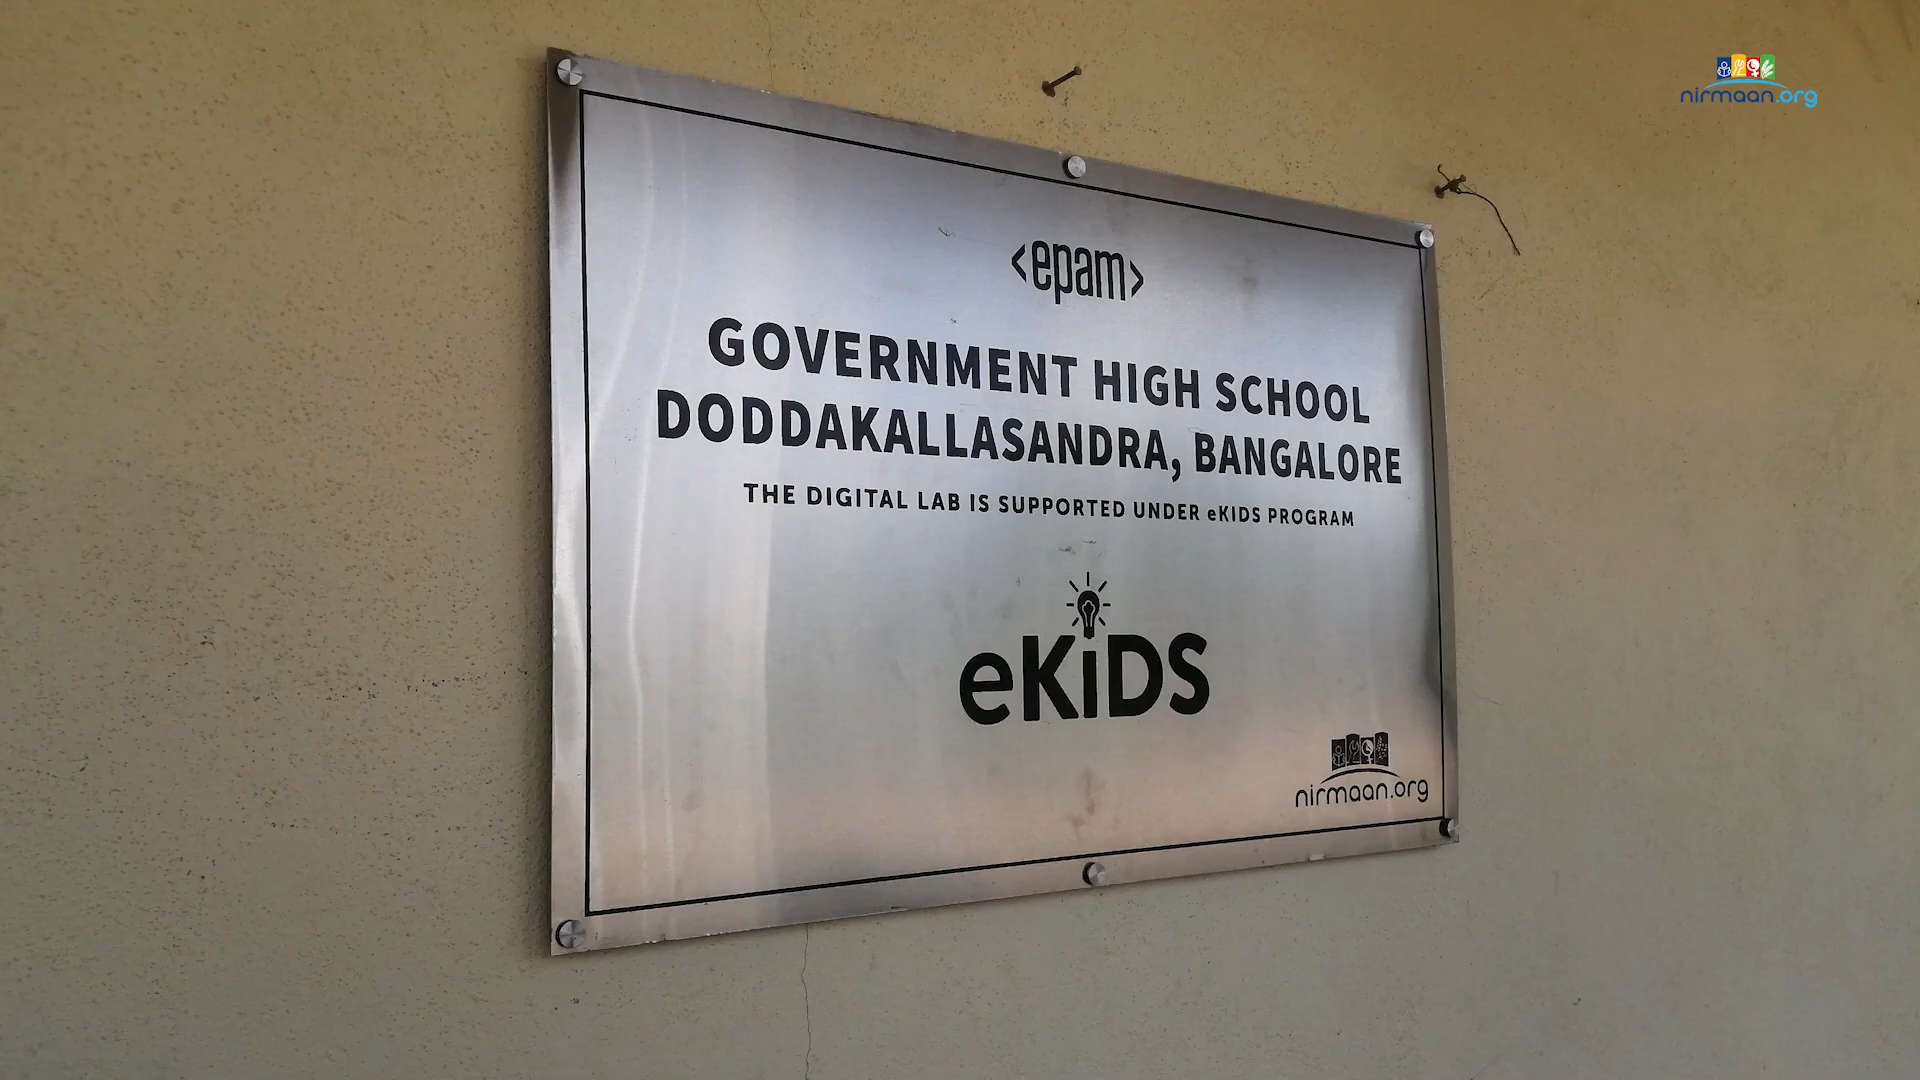 nirmaan.org
<epam>
GOVERNMENT HIGH SCHOOL
DODDAKALLASANDRA, BANGALORE
THE DIGITAL LAB IS SUPPORTED UNDER eKIDS PROGRAM
eKiDS
nirmaan.org